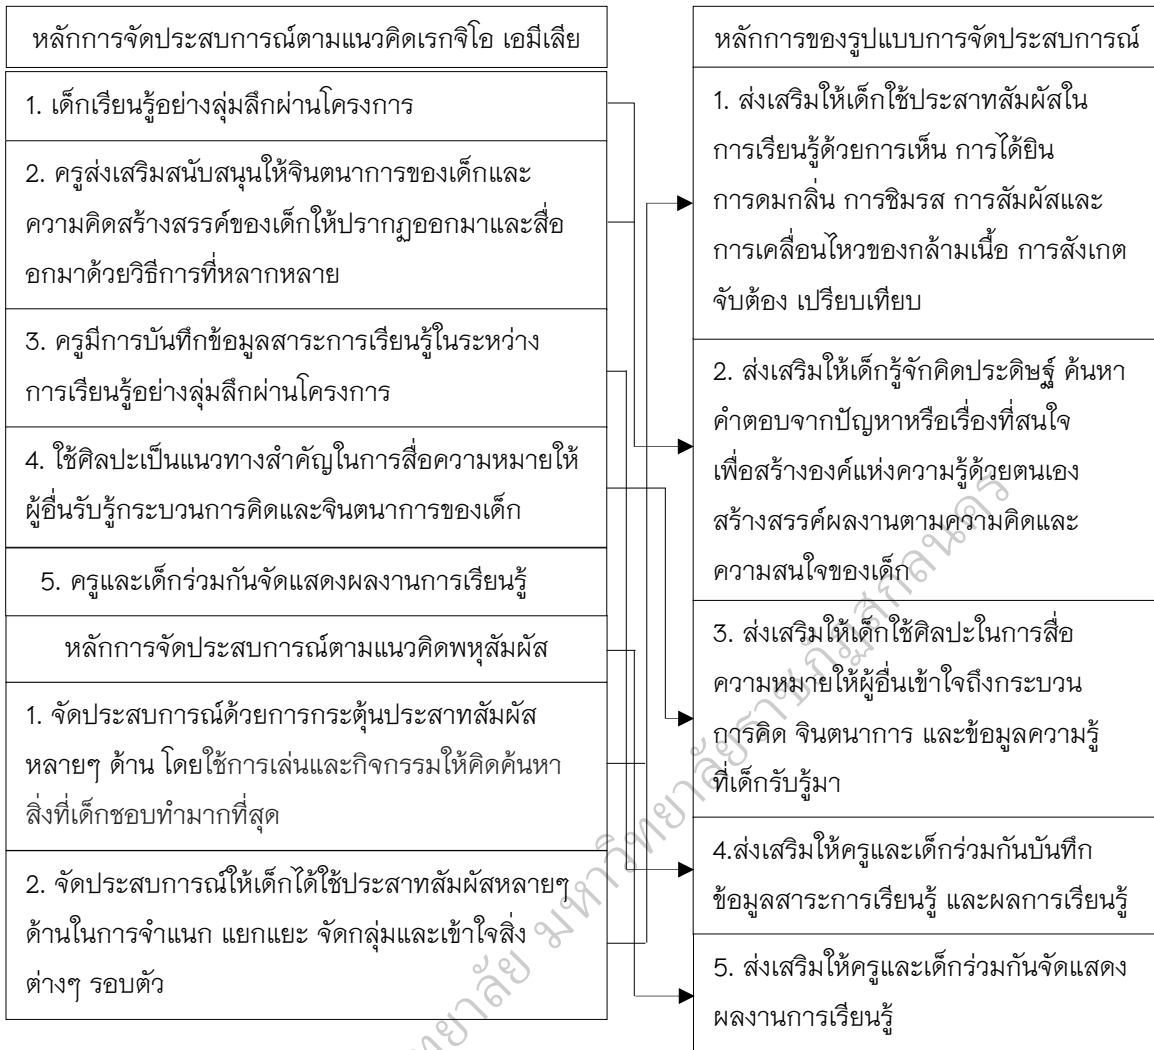 หลักการจัดประสบการณ์ตามแนวคิดเรกจิโอ เอมีเลีย
1. เด็กเรียนรู้อย่างลุ่มลึกผ่านโครงการ
2. ครูส่งเสริมสนับสนุนให้จินตนาการของเด็กและ
ความคิดสร้างสรรค์ของเด็กให้ปรากฏออกมาและสื่อ
ออกมาด้วยวิธีการที่หลากหลาย
3. ครูมีการบันทึกข้อมูลสาระการเรียนรู้ในระหว่าง
การเรียนรู้อย่างลุ่มลึกผ่านโครงการ
4. ใช้ศิลปะเป็นแนวทางสำคัญในการสื่อความหมายให้
ผู้อื่นรับรู้กระบวนการคิดและจินตนาการของเด็ก
5. ครูและเด็กร่วมกันจัดแสดงผลงานการเรียนรู้
หลักการจัดประสบการณ์ตามแนวคิดพหุสัมผัส
1. จัดประสบการณ์ด้วยการกระตุ้นประสาทสัมผัส
หลายๆ ด้าน โดยใช้การเล่นและกิจกรรมให้คิดค้นหา
สิ่งที่เด็กชอบทำมากที่สุด
2. จัดประสบการณ์ให้เด็กได้ใช้ประสาทสัมผัสหลายๆ
ด้านในการจำแนก แยกแยะ จัดกลุ่มและเข้าใจสิ่ง
ต่างๆ รอบตัว
หลักการของรูปแบบการจัดประสบการณ์
1. ส่งเสริมให้เด็กใช้ประสาทสัมผัสใน
การเรียนรู้ด้วยการเห็น การได้ยิน
การดมกลิ่น การชิมรส การสัมผัสและ
การเคลื่อนไหวของกล้ามเนื้อ การสังเกต
จับต้อง เปรียบเทียบ
2. ส่งเสริมให้เด็กรู้จักคิดประดิษฐ์ ค้นหา
คำตอบจากปัญหาหรือเรื่องที่สนใจ
เพื่อสร้างองค์แห่งความรู้ด้วยตนเอง
สร้างสรรค์ผลงานตามความคิดและ
ความสนใจของเด็ก
3. ส่งเสริมให้เด็กใช้ศิลปะในการสื่อ
ความหมายให้ผู้อื่นเข้าใจถึงกระบวน
การคิด จินตนาการ และข้อมูลความรู้
ที่เด็กรับรู้มา
4.ส่งเสริมให้ครูและเด็กร่วมกันบันทึก
ข้อมูลสาระการเรียนรู้ และผลการเรียนรู้
5. ส่งเสริมให้ครูและเด็กร่วมกันจัดแสดง
ผลงานการเรียนรู้
มหาวิทยาลัยราชภัฏสกลนคร